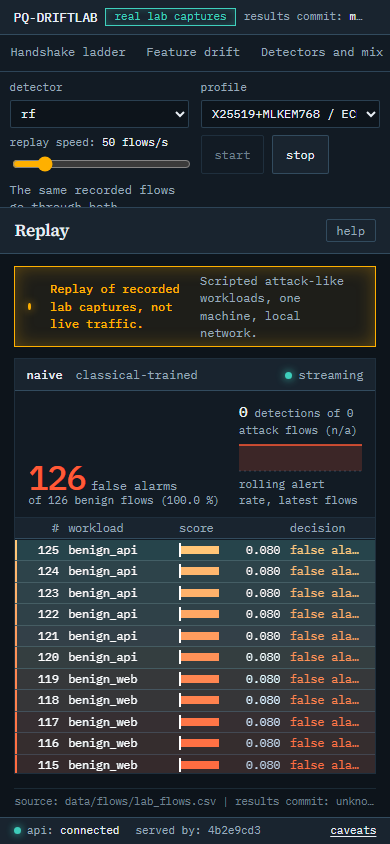 PQ-DRIFTLAB real lab captures results commit: m…
Handshake ladder Feature drift Detectors and mix
detector profile
rf X25519+MLKEM768 / EC
replay speed: 50 flows/s
start stop
The same recorded flows
go through both
Replay help
Replay of recorded
lab captures, not
live traffic.
Scripted attack-like
workloads, one
machine, local
network.
naive classical-trained streaming
0 detections of 0
attack flows (n/a)
126 false alarms
of 126 benign flows (100.0 %)
rolling alert
rate, latest flows
# workload score decision
125 benign_api 0.080 false ala…
124 benign_api 0.080 false ala…
123 benign_api 0.080 false ala…
122 benign_api 0.080 false ala…
121 benign_api 0.080 false ala…
120 benign_api 0.080 false ala…
119 benign_web 0.080 false ala…
118 benign_web 0.080 false ala…
117 benign_web 0.080 false ala…
116 benign_web 0.080 false ala…
115 benign_web 0.080 false ala…
source: data/flows/lab_flows.csv | results commit: unkno…
api: connected served by: 4b2e9cd3 caveats